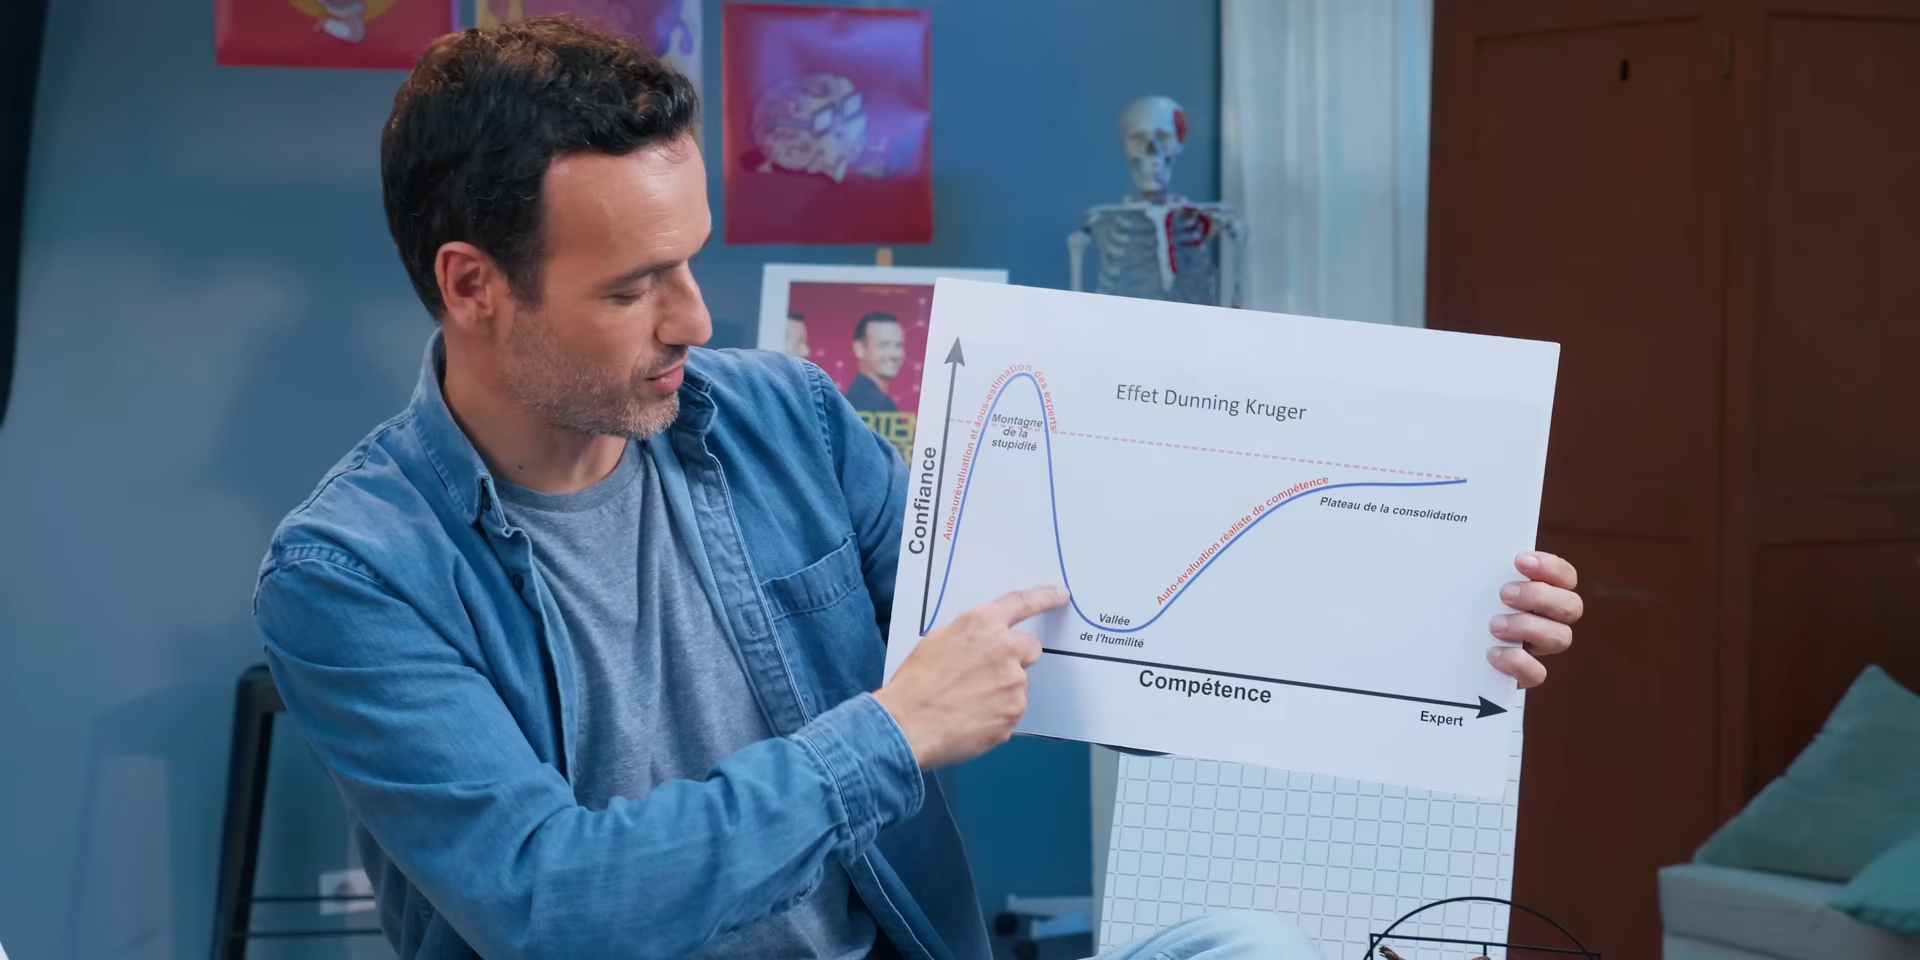 Effet Dunning Kruger
Confiance
Auto-surévaluation et sous-estimation des experts
Montagne
de la
stupidité
Auto-évaluation réaliste de compétence
Plateau de la consolidation
Vallée
de l'humilité
Compétence
Expert